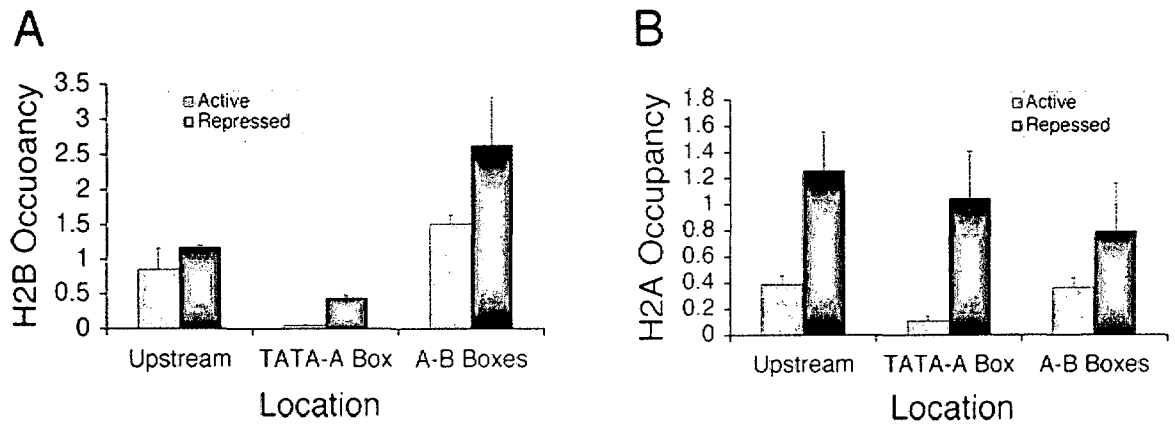 A
H2B Occuoancy
3.5
3
2.5
2
1.5
1
0.5
0
Active
Repressed
Upstream TATA-A Box A-B Boxes
Location
B
H2A Occupancy
1.8
1.6
1.4
1.2
1
0.8
0.6
0.4
0.2
0
Active
Repessed
Upstream TATA-A Box A-B Boxes
Location